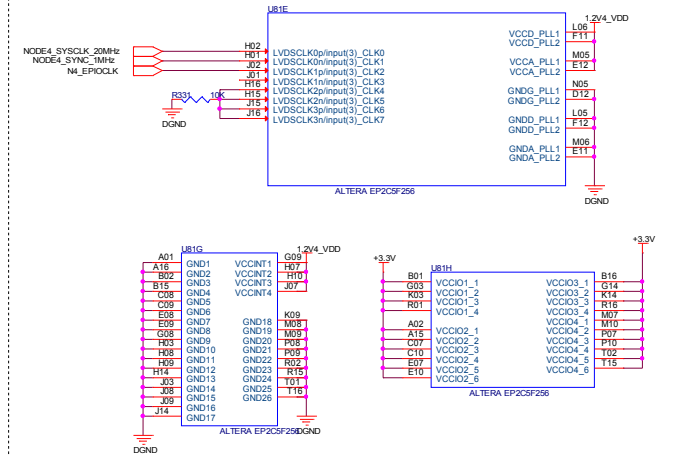 U81E
1.2V4_VDD
NODE4_SYSCLK_20MHz
NODE4_SYNC_1MHz
N4_EPIOCLK
H02 LVDSCLK0p/input(3)_CLK0
H01 LVDSCLK0n/input(3)_CLK1
J02 LVDSCLK1p/input(3)_CLK2
J01 LVDSCLK1n/input(3)_CLK3
H16 LVDSCLK2p/input(3)_CLK4
H15 LVDSCLK2n/input(3)_CLK5
J15 LVDSCLK3p/input(3)_CLK6
J16 LVDSCLK3n/input(3)_CLK7
R331 10K
DGND
VCCD_PLL1 L06
VCCD_PLL2 F11
VCCA_PLL1 M05
VCCA_PLL2 E12
GNDG_PLL1 N05
GNDG_PLL2 D12
GNDD_PLL1 L05
GNDD_PLL2 F12
GNDA_PLL1 M06
GNDA_PLL2 E11
DGND
ALTERA EP2C5F256
U81G
1.2V4_VDD
A01 GND1
A16 GND2
B02 GND3
B15 GND4
C08 GND5
C09 GND6
E08 GND7
E09 GND8
G08 GND9
H03 GND10
H08 GND11
H09 GND12
H14 GND13
J03 GND14
J08 GND15
J09 GND16
J14 GND17
VCCINT1 G09
VCCINT2 H07
VCCINT3 H10
VCCINT4 J07
GND18 K09
GND19 M08
GND20 M09
GND21 P08
GND22 P09
GND23 R02
GND24 R15
GND25 T01
GND26 T16
ALTERA EP2C5F256
DGND
DGND
+3.3V
U81H
+3.3V
B01 VCCIO1_1
G03 VCCIO1_2
K03 VCCIO1_3
R01 VCCIO1_4
A02 VCCIO2_1
A15 VCCIO2_2
C07 VCCIO2_3
C10 VCCIO2_4
E07 VCCIO2_5
E10 VCCIO2_6
VCCIO3_1 B16
VCCIO3_2 G14
VCCIO3_3 K14
VCCIO3_4 R16
VCCIO4_1 M07
VCCIO4_2 M10
VCCIO4_3 P07
VCCIO4_4 P10
VCCIO4_5 T02
VCCIO4_6 T15
ALTERA EP2C5F256